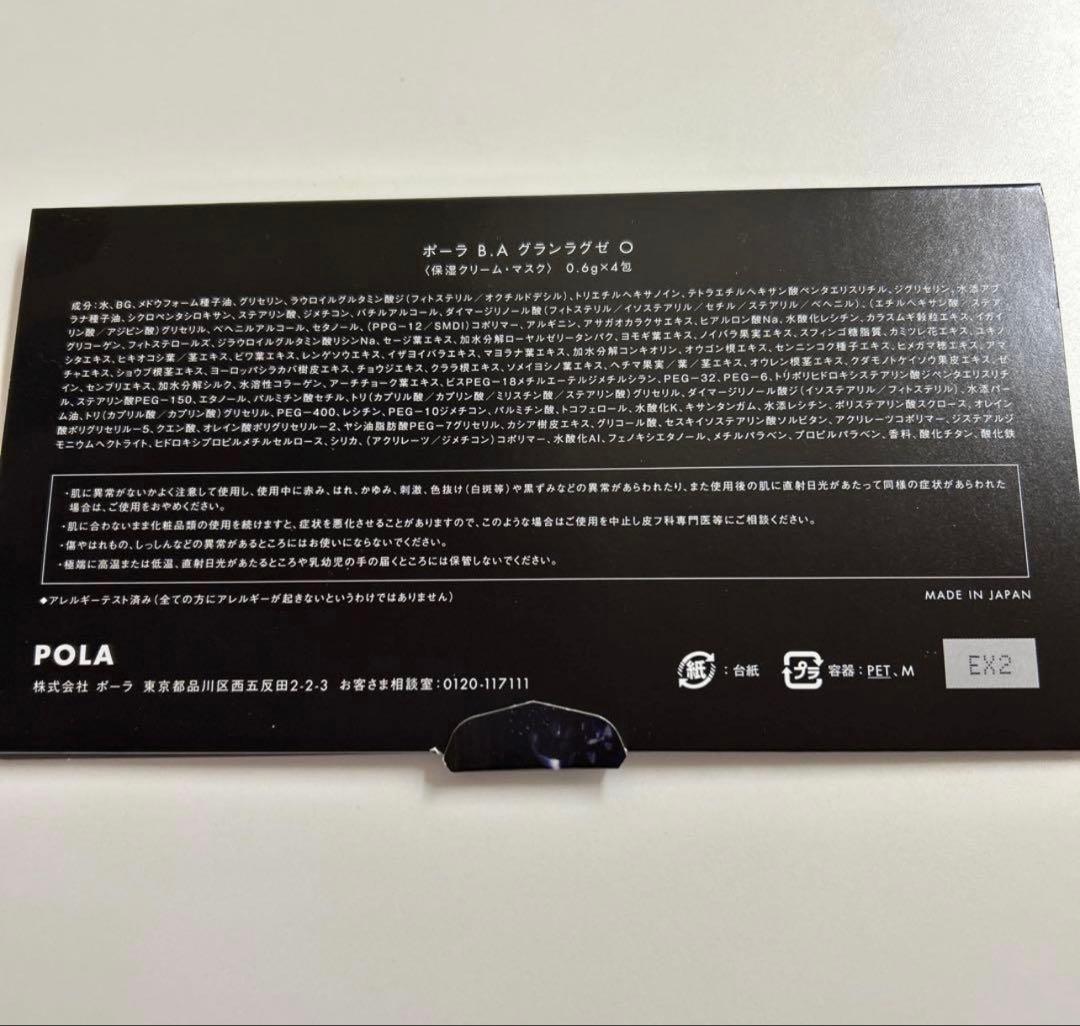 ポーラ B.A グランラグゼ O
〈保湿クリーム・マスク〉 0.6g×4包
成分：水、BG、メドウフォーム種子油、グリセリン、ラウロイルグルタミン酸ジ(フィトステリル／オクチルドデシル)、トリエチルヘキサノイン、テトラエチルヘキサン酸ペンタエリスリチル、ジグリセリン、水添アブ
ラナ種子油、シクロペンタシロキサン、ステアリン酸、ジメチコン、バチルアルコール、ダイマージリノール酸(フィトステリル／イソステアリル／セチル／ステアリル／ベヘニル)、(エチルヘキサン酸／ステア
リン酸／アジピン酸)グリセリル、ベヘニルアルコール、セタノール、(PPG-12／SMDI)コポリマー、アルギニン、アサガオカラクサエキス、ヒアルロン酸Na、水酸化レシチン、カラスムギ穀粒エキス、イガイ
グリコーゲン、フィトステロールズ、ジラウロイルグルタミン酸リシンNa、セージ葉エキス、加水分解ローヤルゼリータンパク、ヨモギ葉エキス、ノイバラ果実エキス、スフィンゴ糖脂質、カミツレ花エキス、ユキノ
シタエキス、ヒキオコシ葉／茎エキス、ビワ葉エキス、レンゲソウエキス、イザヨイバラエキス、マヨラナ葉エキス、加水分解コンキオリン、オウゴン根エキス、センニンコク種子エキス、ヒメガマ穂エキス、アマ
チャエキス、ショウブ根茎エキス、ヨーロッパシラカバ樹皮エキス、チョウジエキス、クララ根エキス、ソメイヨシノ葉エキス、ヘチマ果実／葉／茎エキス、オウレン根茎エキス、クダモノトケイソウ果皮エキス、ゼ
イン、センブリエキス、加水分解シルク、水溶性コラーゲン、アーチチョーク葉エキス、ビスPEG-18メチルエーテルジメチルシラン、PEG-32、PEG-6、トリポリヒドロキシステアリン酸ジペンタエリスリチ
ル、ステアリン酸PEG-150、エタノール、パルミチン酸セチル、トリ(カプリル酸／カプリン酸／ミリスチン酸／ステアリン酸)グリセリル、ダイマージリノール酸ジ(イソステアリル／フィトステリル)、水添パー
ム油、トリ(カプリル酸／カプリン酸)グリセリル、PEG-400、レシチン、PEG-10ジメチコン、パルミチン酸、トコフェロール、水酸化K、キサンタンガム、水添レシチン、ポリステアリン酸スクロース、オレイン
酸ポリグリセリル-5、クエン酸、オレイン酸ポリグリセリル-2、ヤシ油脂肪酸PEG-7グリセリル、カシア樹皮エキス、グリコール酸、セスキイソステアリン酸ソルビタン、アクリレーツコポリマー、ジステアルジ
モニウムヘクトライト、ヒドロキシプロピルメチルセルロース、シリカ、(アクリレーツ／ジメチコン)コポリマー、水酸化Al、フェノキシエタノール、メチルパラベン、プロピルパラベン、香料、酸化チタン、酸化鉄
・肌に異常がないかよく注意して使用し、使用中に赤み、はれ、かゆみ、刺激、色抜け(白斑等)や黒ずみなどの異常があらわれたり、また使用後の肌に直射日光があたって同様の症状があらわれた
場合は、ご使用をおやめください。
・肌に合わないまま化粧品類の使用を続けますと、症状を悪化させることがありますので、このような場合はご使用を中止し皮フ科専門医等にご相談ください。
・傷やはれもの、しっしんなどの異常があるところにはお使いにならないでください。
・極端に高温または低温、直射日光があたるところや乳幼児の手の届くところには保管しないでください。
◆アレルギーテスト済み(全ての方にアレルギーが起きないというわけではありません)
MADE IN JAPAN
POLA
株式会社 ポーラ 東京都品川区西五反田2-2-3 お客さま相談室：0120-117111
紙：台紙
プラ 容器：PET、M
EX2